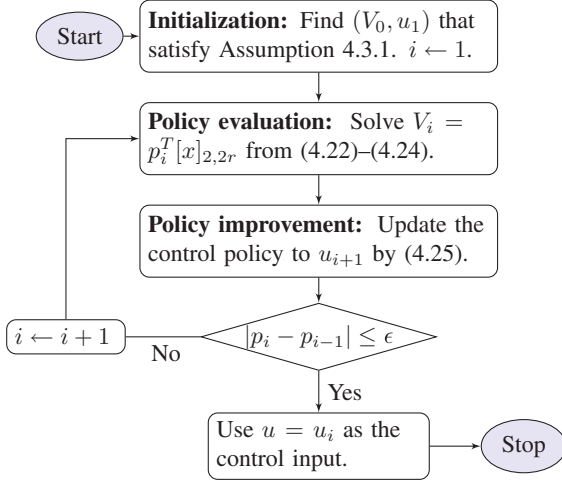 Start
Initialization: Find (V_0, u_1) that
satisfy Assumption 4.3.1. i ← 1.
Policy evaluation: Solve V_i =
p_i^T[x]_{2,2r} from (4.22)–(4.24).
Policy improvement: Update the
control policy to u_{i+1} by (4.25).
|p_i − p_{i−1}| ≤ ϵ
i ← i + 1
No
Yes
Use u = u_i as the
control input.
Stop